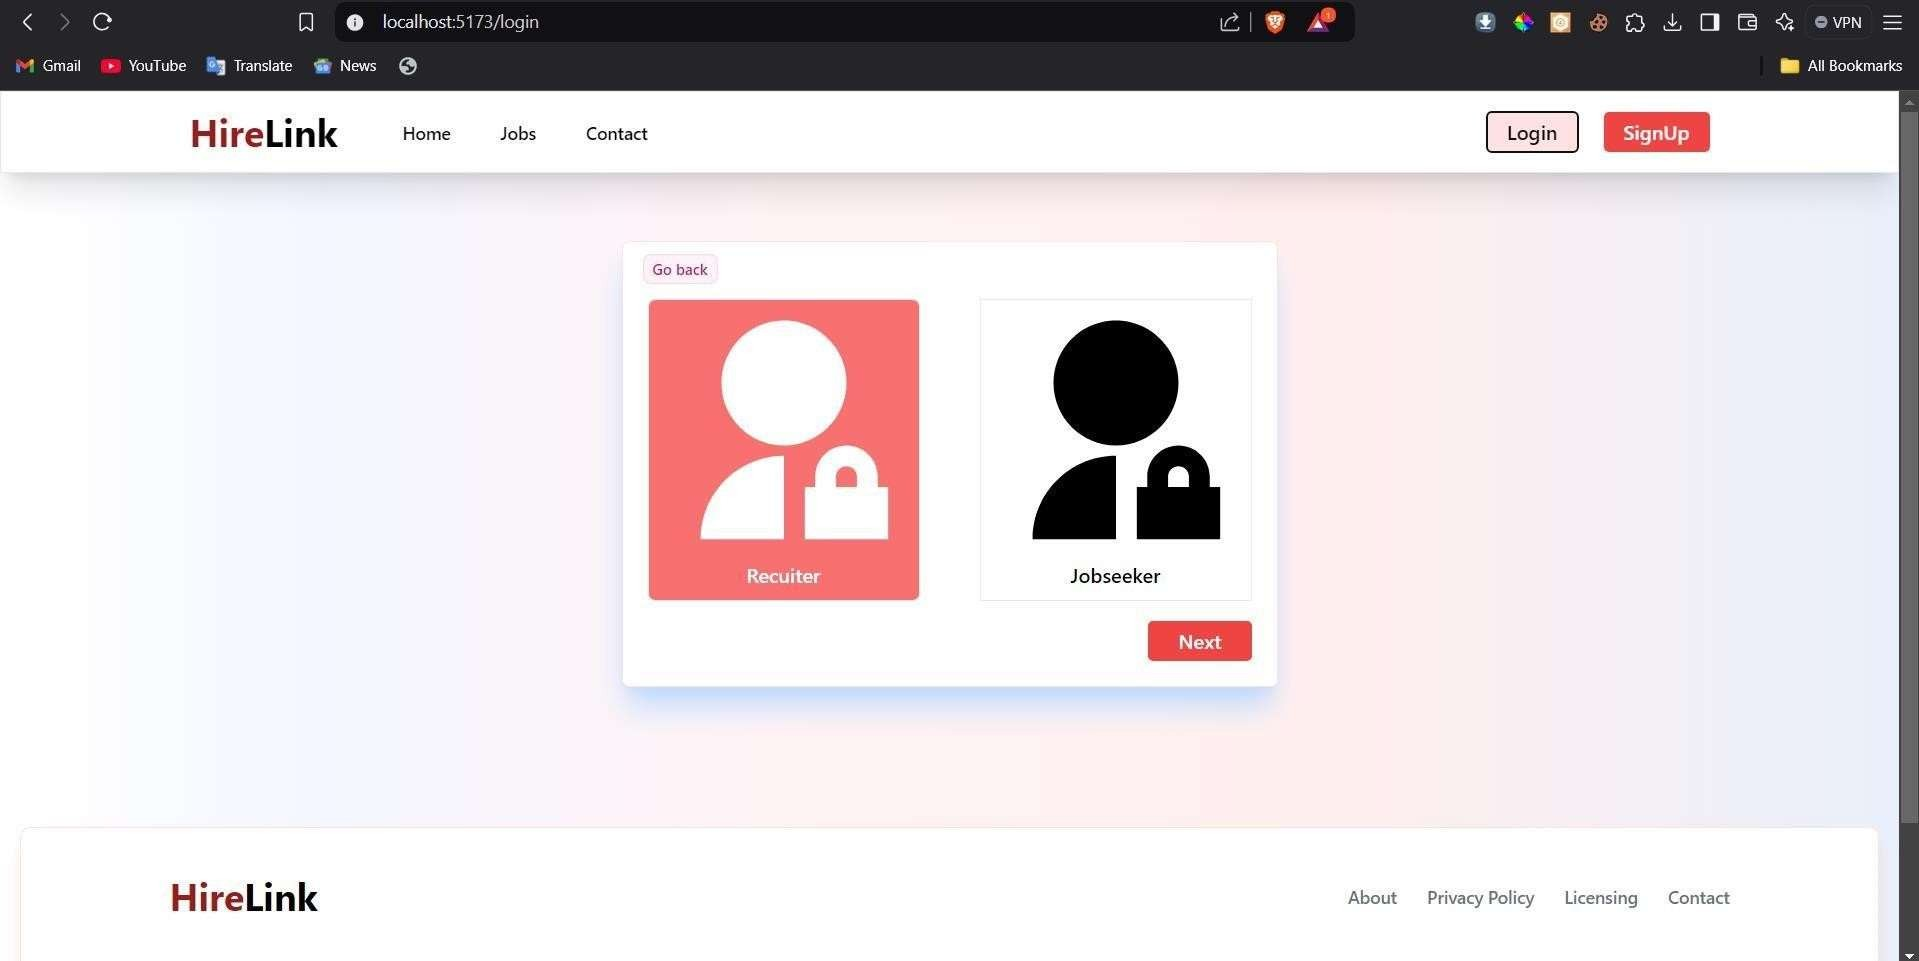 localhost:5173/login
1
VPN
Gmail YouTube Translate News All Bookmarks
HireLink Home Jobs Contact Login SignUp
Go back
Recuiter Jobseeker
Next
HireLink About Privacy Policy Licensing Contact